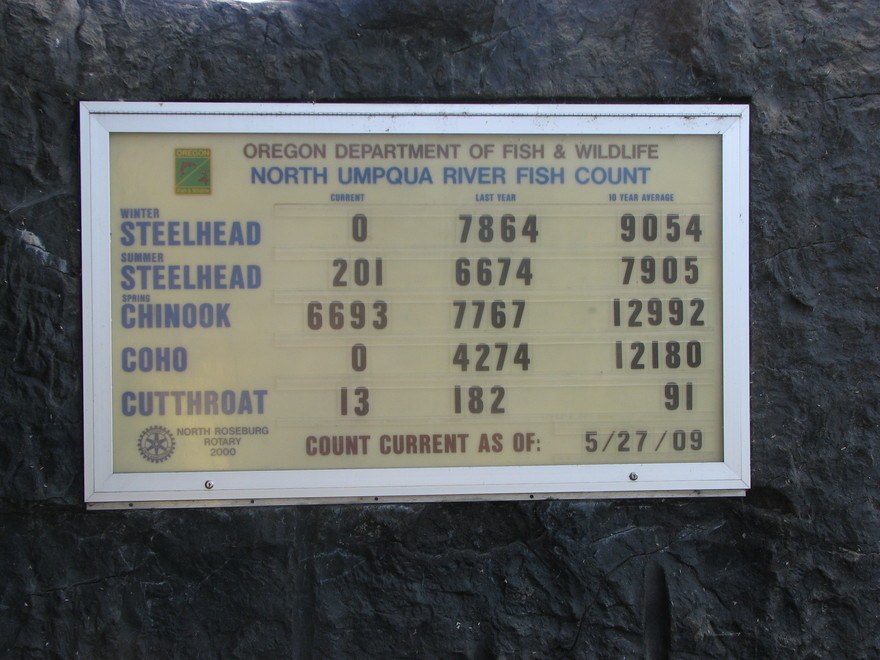 OREGON
OREGON DEPARTMENT OF FISH & WILDLIFE
NORTH UMPQUA RIVER FISH COUNT
CURRENT LAST YEAR 10 YEAR AVERAGE
WINTER
STEELHEAD 0 7864 9054
SUMMER
STEELHEAD 201 6674 7905
SPRING
CHINOOK 6693 7767 12992
COHO 0 4274 12180
CUTTHROAT 13 182 91
NORTH ROSEBURG
ROTARY
2000
COUNT CURRENT AS OF: 5/27/09